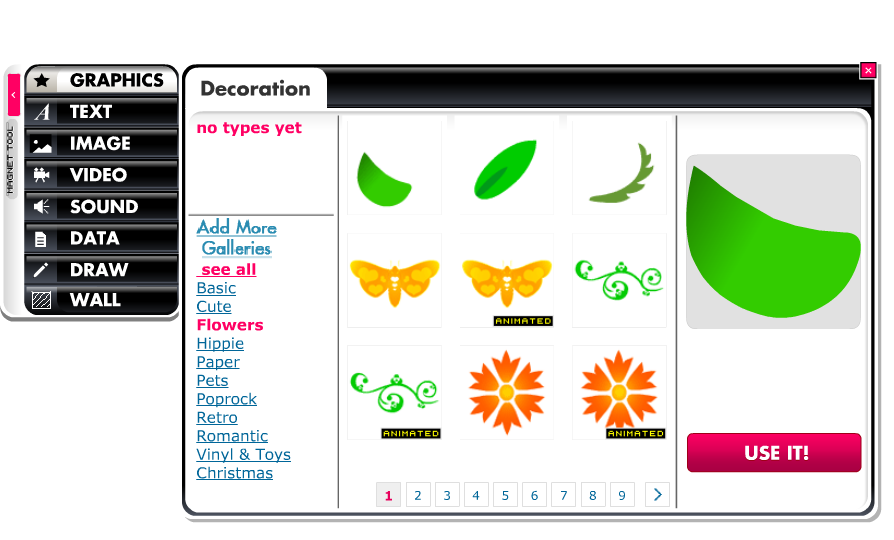 GRAPHICS
TEXT
IMAGE
VIDEO
SOUND
DATA
DRAW
WALL
MAGNET TOOL
Decoration
no types yet
Add More
Galleries
see all
Basic
Cute
Flowers
Hippie
Paper
Pets
Poprock
Retro
Romantic
Vinyl & Toys
Christmas
ANIMATED
ANIMATED
ANIMATED
1 2 3 4 5 6 7 8 9 >
USE IT!